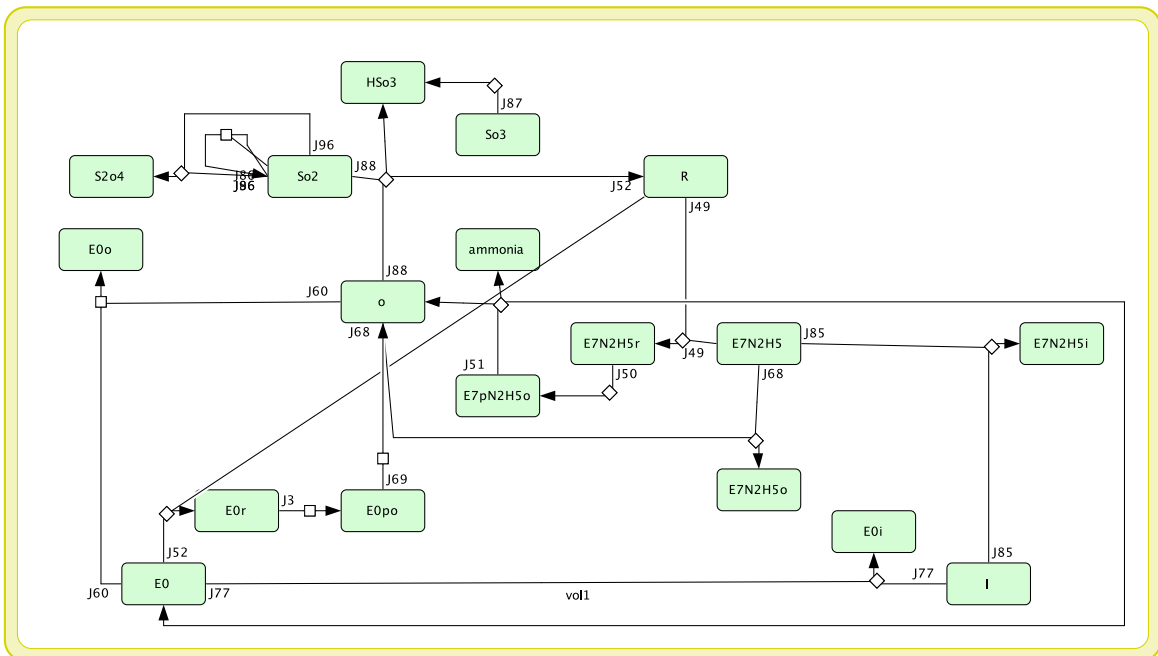 HSo3
J87
So3
J96
S2o4
So2
J88
R
J86
J96
J52
J49
E0o
ammonia
J88
J60
o
J68
E7N2H5r
J49
E7N2H5
J85
E7N2H5i
J51
J50
J68
E7pN2H5o
J69
E7N2H5o
E0r
J3
E0po
E0i
J52
J85
E0
J77
I
J60
J77
vol1